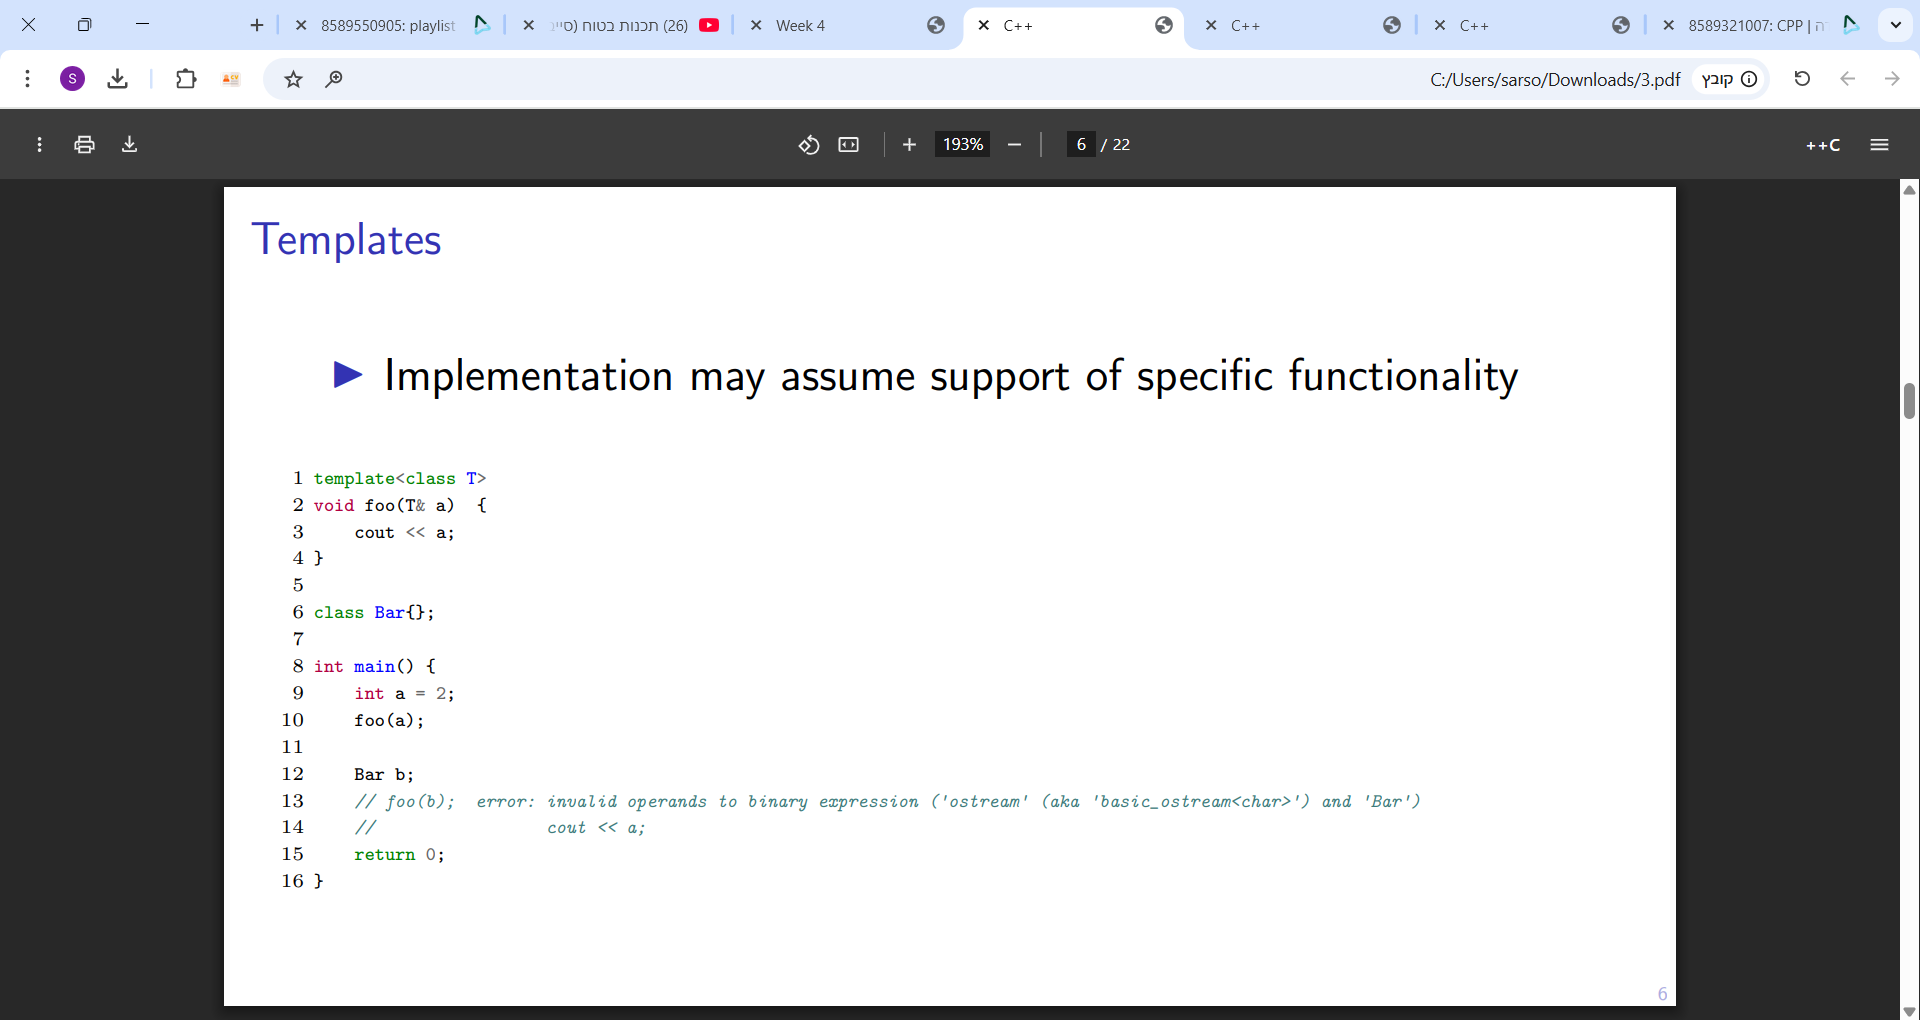 8589550905: playlist
(26) תכנות בטוח (סייב
Week 4
C++
C++
C++
8589321007: CPP |
S
C:/Users/sarso/Downloads/3.pdf
קובץ
193%
6 / 22
++C
Templates
▶ Implementation may assume support of specific functionality
1 template<class T>
2 void foo(T& a)  {
3     cout << a;
4 }
5
6 class Bar{};
7
8 int main() {
9     int a = 2;
10     foo(a);
11
12     Bar b;
13     // foo(b);  error: invalid operands to binary expression ('ostream' (aka 'basic_ostream<char>') and 'Bar')
14     //                 cout << a;
15     return 0;
16 }
6